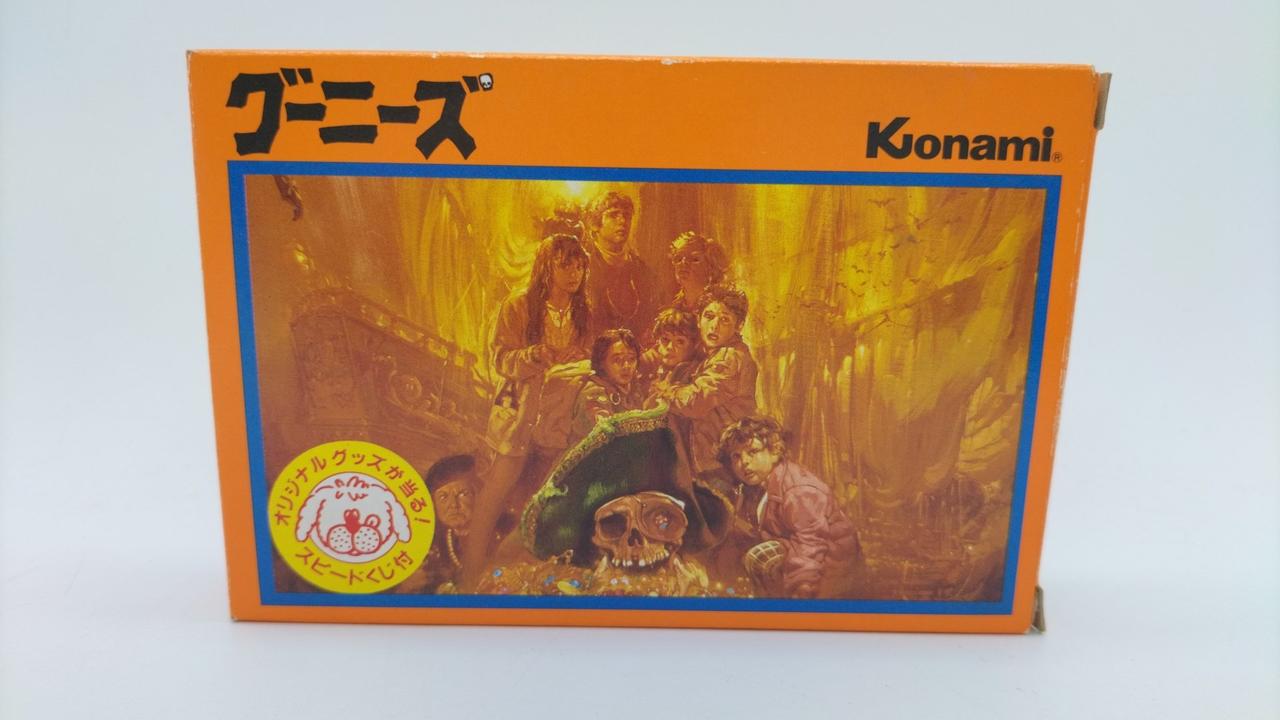 グーニーズ
Konami®
オリジナルグッズが当る!
スピードくじ付